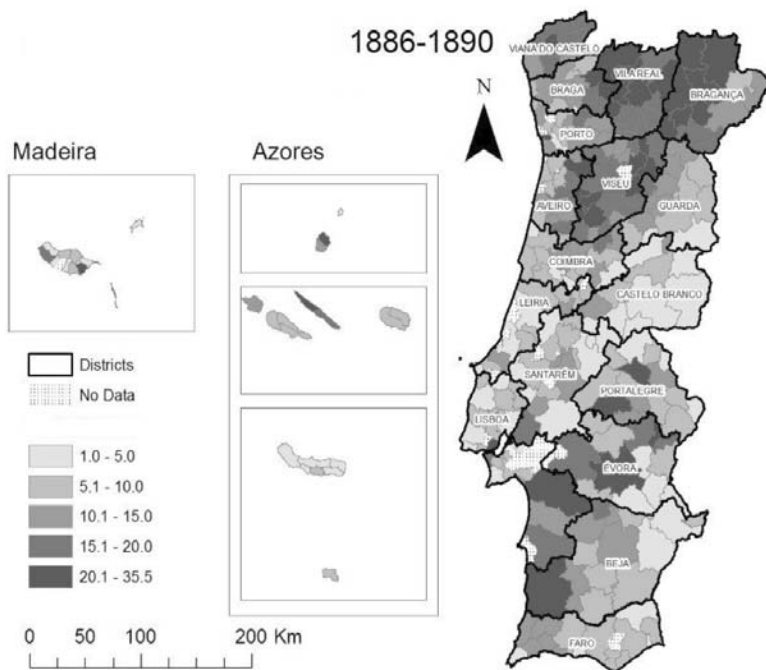 1886-1890
N
Madeira
Azores
VIANA DO CASTELO
BRAGA
VILA REAL
BRAGANÇA
PORTO
AVEIRO
VISEU
GUARDA
COIMBRA
LEIRIA
CASTELO BRANCO
SANTARÉM
PORTALEGRE
LISBOA
ÉVORA
BEJA
FARO
Districts
No Data
1.0 - 5.0
5.1 - 10.0
10.1 - 15.0
15.1 - 20.0
20.1 - 35.5
0 50 100 200 Km